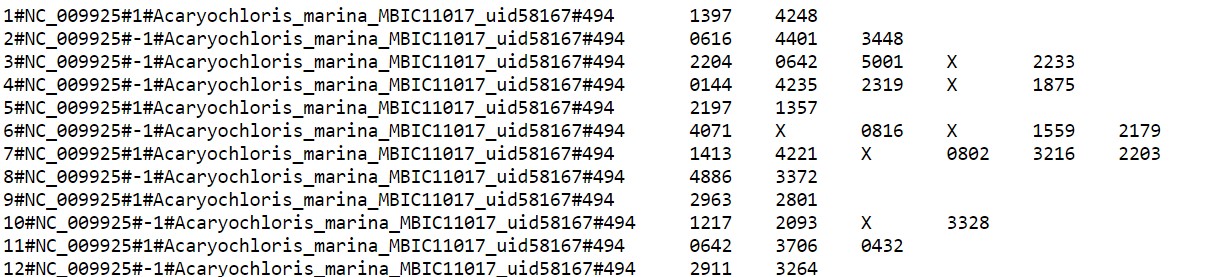 1#NC_009925#1#Acaryochloris_marina_MBIC11017_uid58167#494 1397 4248
2#NC_009925#-1#Acaryochloris_marina_MBIC11017_uid58167#494 0616 4401 3448
3#NC_009925#1#Acaryochloris_marina_MBIC11017_uid58167#494 2204 0642 5001 X 2233
4#NC_009925#-1#Acaryochloris_marina_MBIC11017_uid58167#494 0144 4235 2319 X 1875
5#NC_009925#1#Acaryochloris_marina_MBIC11017_uid58167#494 2197 1357
6#NC_009925#-1#Acaryochloris_marina_MBIC11017_uid58167#494 4071 X 0816 X 1559 2179
7#NC_009925#1#Acaryochloris_marina_MBIC11017_uid58167#494 1413 4221 X 0802 3216 2203
8#NC_009925#-1#Acaryochloris_marina_MBIC11017_uid58167#494 4886 3372
9#NC_009925#1#Acaryochloris_marina_MBIC11017_uid58167#494 2963 2801
10#NC_009925#-1#Acaryochloris_marina_MBIC11017_uid58167#494 1217 2093 X 3328
11#NC_009925#1#Acaryochloris_marina_MBIC11017_uid58167#494 0642 3706 0432
12#NC_009925#-1#Acaryochloris_marina_MBIC11017_uid58167#494 2911 3264